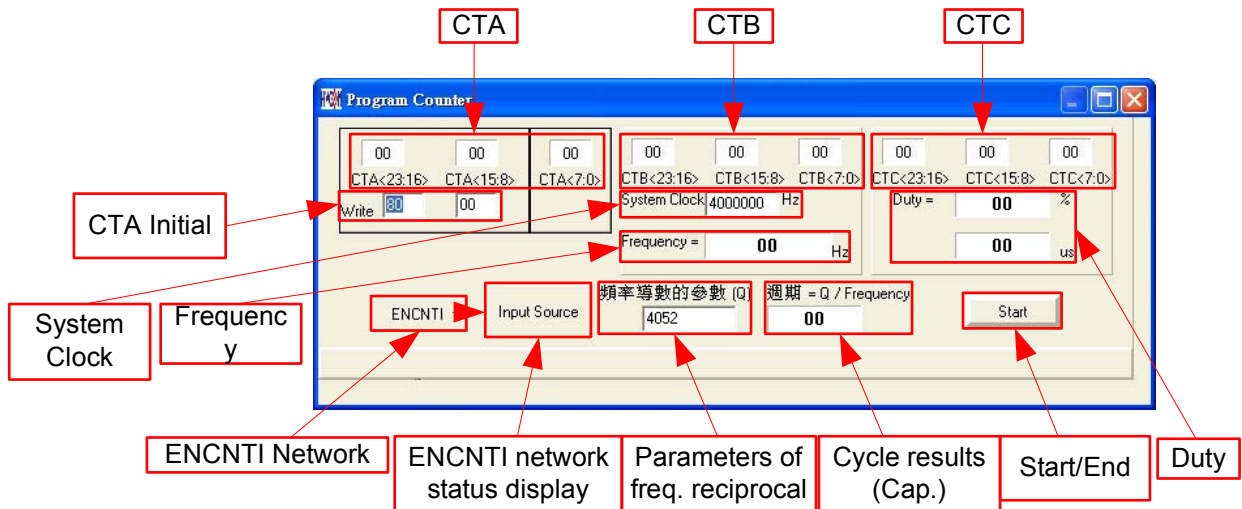 CTA CTB CTC
Program Counter
00 00 00 00 00 00 00 00 00
CTA<23:16> CTA<15:8> CTA<7:0> CTB<23:16> CTB<15:8> CTB<7:0> CTC<23:16> CTC<15:8> CTC<7:0>
Write 80 00 System Clock 4000000 Hz Duty = 00 %
CTA Initial
Frequency = 00 Hz 00 us
頻率導數的參數 (Q) 週期 = Q / Frequency
ENCNTI Input Source 4052 00 Start
System
Clock
Frequenc
y
ENCNTI Network
ENCNTI network
status display
Parameters of
freq. reciprocal
Cycle results
(Cap.)
Start/End
Duty